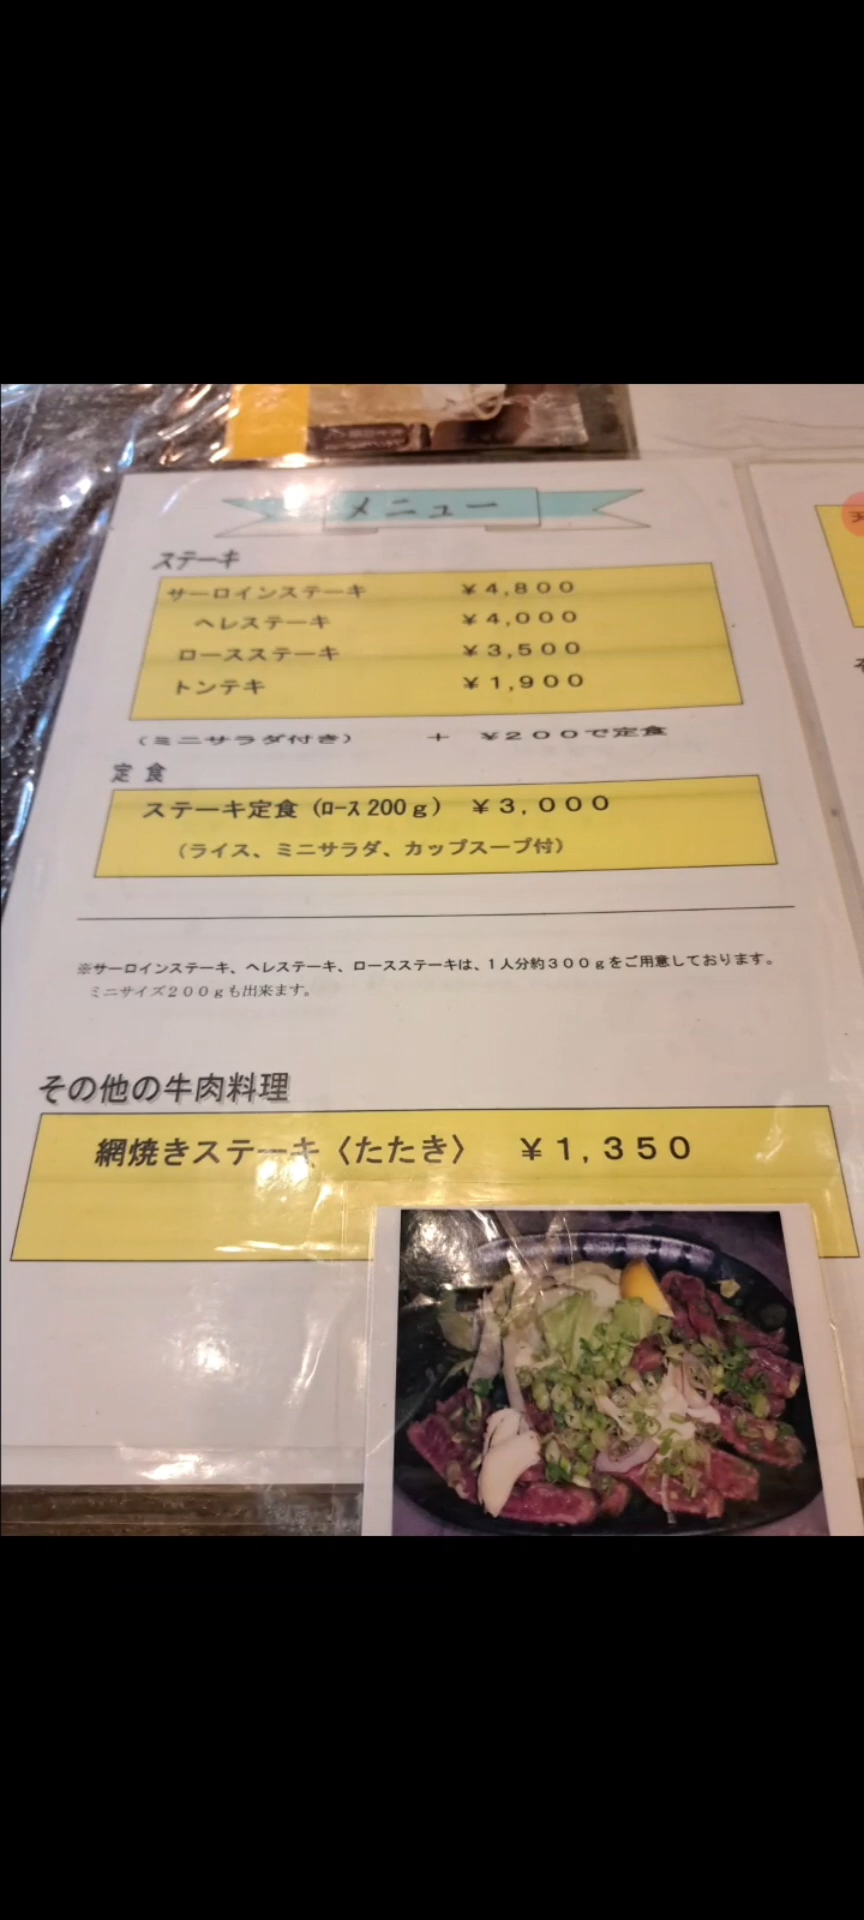 メニュー
ステーキ
サーロインステーキ ￥4,800
ヘレステーキ ￥4,000
ロースステーキ ￥3,500
トンテキ ￥1,900
（ミニサラダ付き） ＋ ￥200で定食
定食
ステーキ定食（ﾛｰｽ200ｇ） ￥3,000
（ライス、ミニサラダ、カップスープ付）
※サーロインステーキ、ヘレステーキ、ロースステーキは、1人分約300ｇをご用意しております。
ミニサイズ200ｇも出来ます。
その他の牛肉料理
網焼きステーキ〈たたき〉 ￥1,350